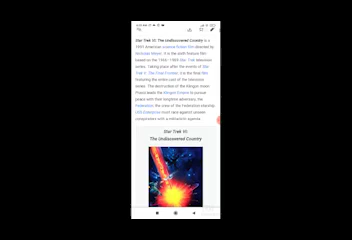 Star Trek VI: The Undiscovered Country is a
1991 American science fiction film directed by
Nicholas Meyer. It is the sixth feature film
based on the 1966–1969 Star Trek television
series. Taking place after the events of Star
Trek V: The Final Frontier, it is the final film
featuring the entire cast of the television
series. The destruction of the Klingon moon
Praxis leads the Klingon Empire to pursue
peace with their longtime adversary, the
Federation; the crew of the Federation starship
USS Enterprise must race against unseen
conspirators with a militaristic agenda.
Star Trek VI:
The Undiscovered Country